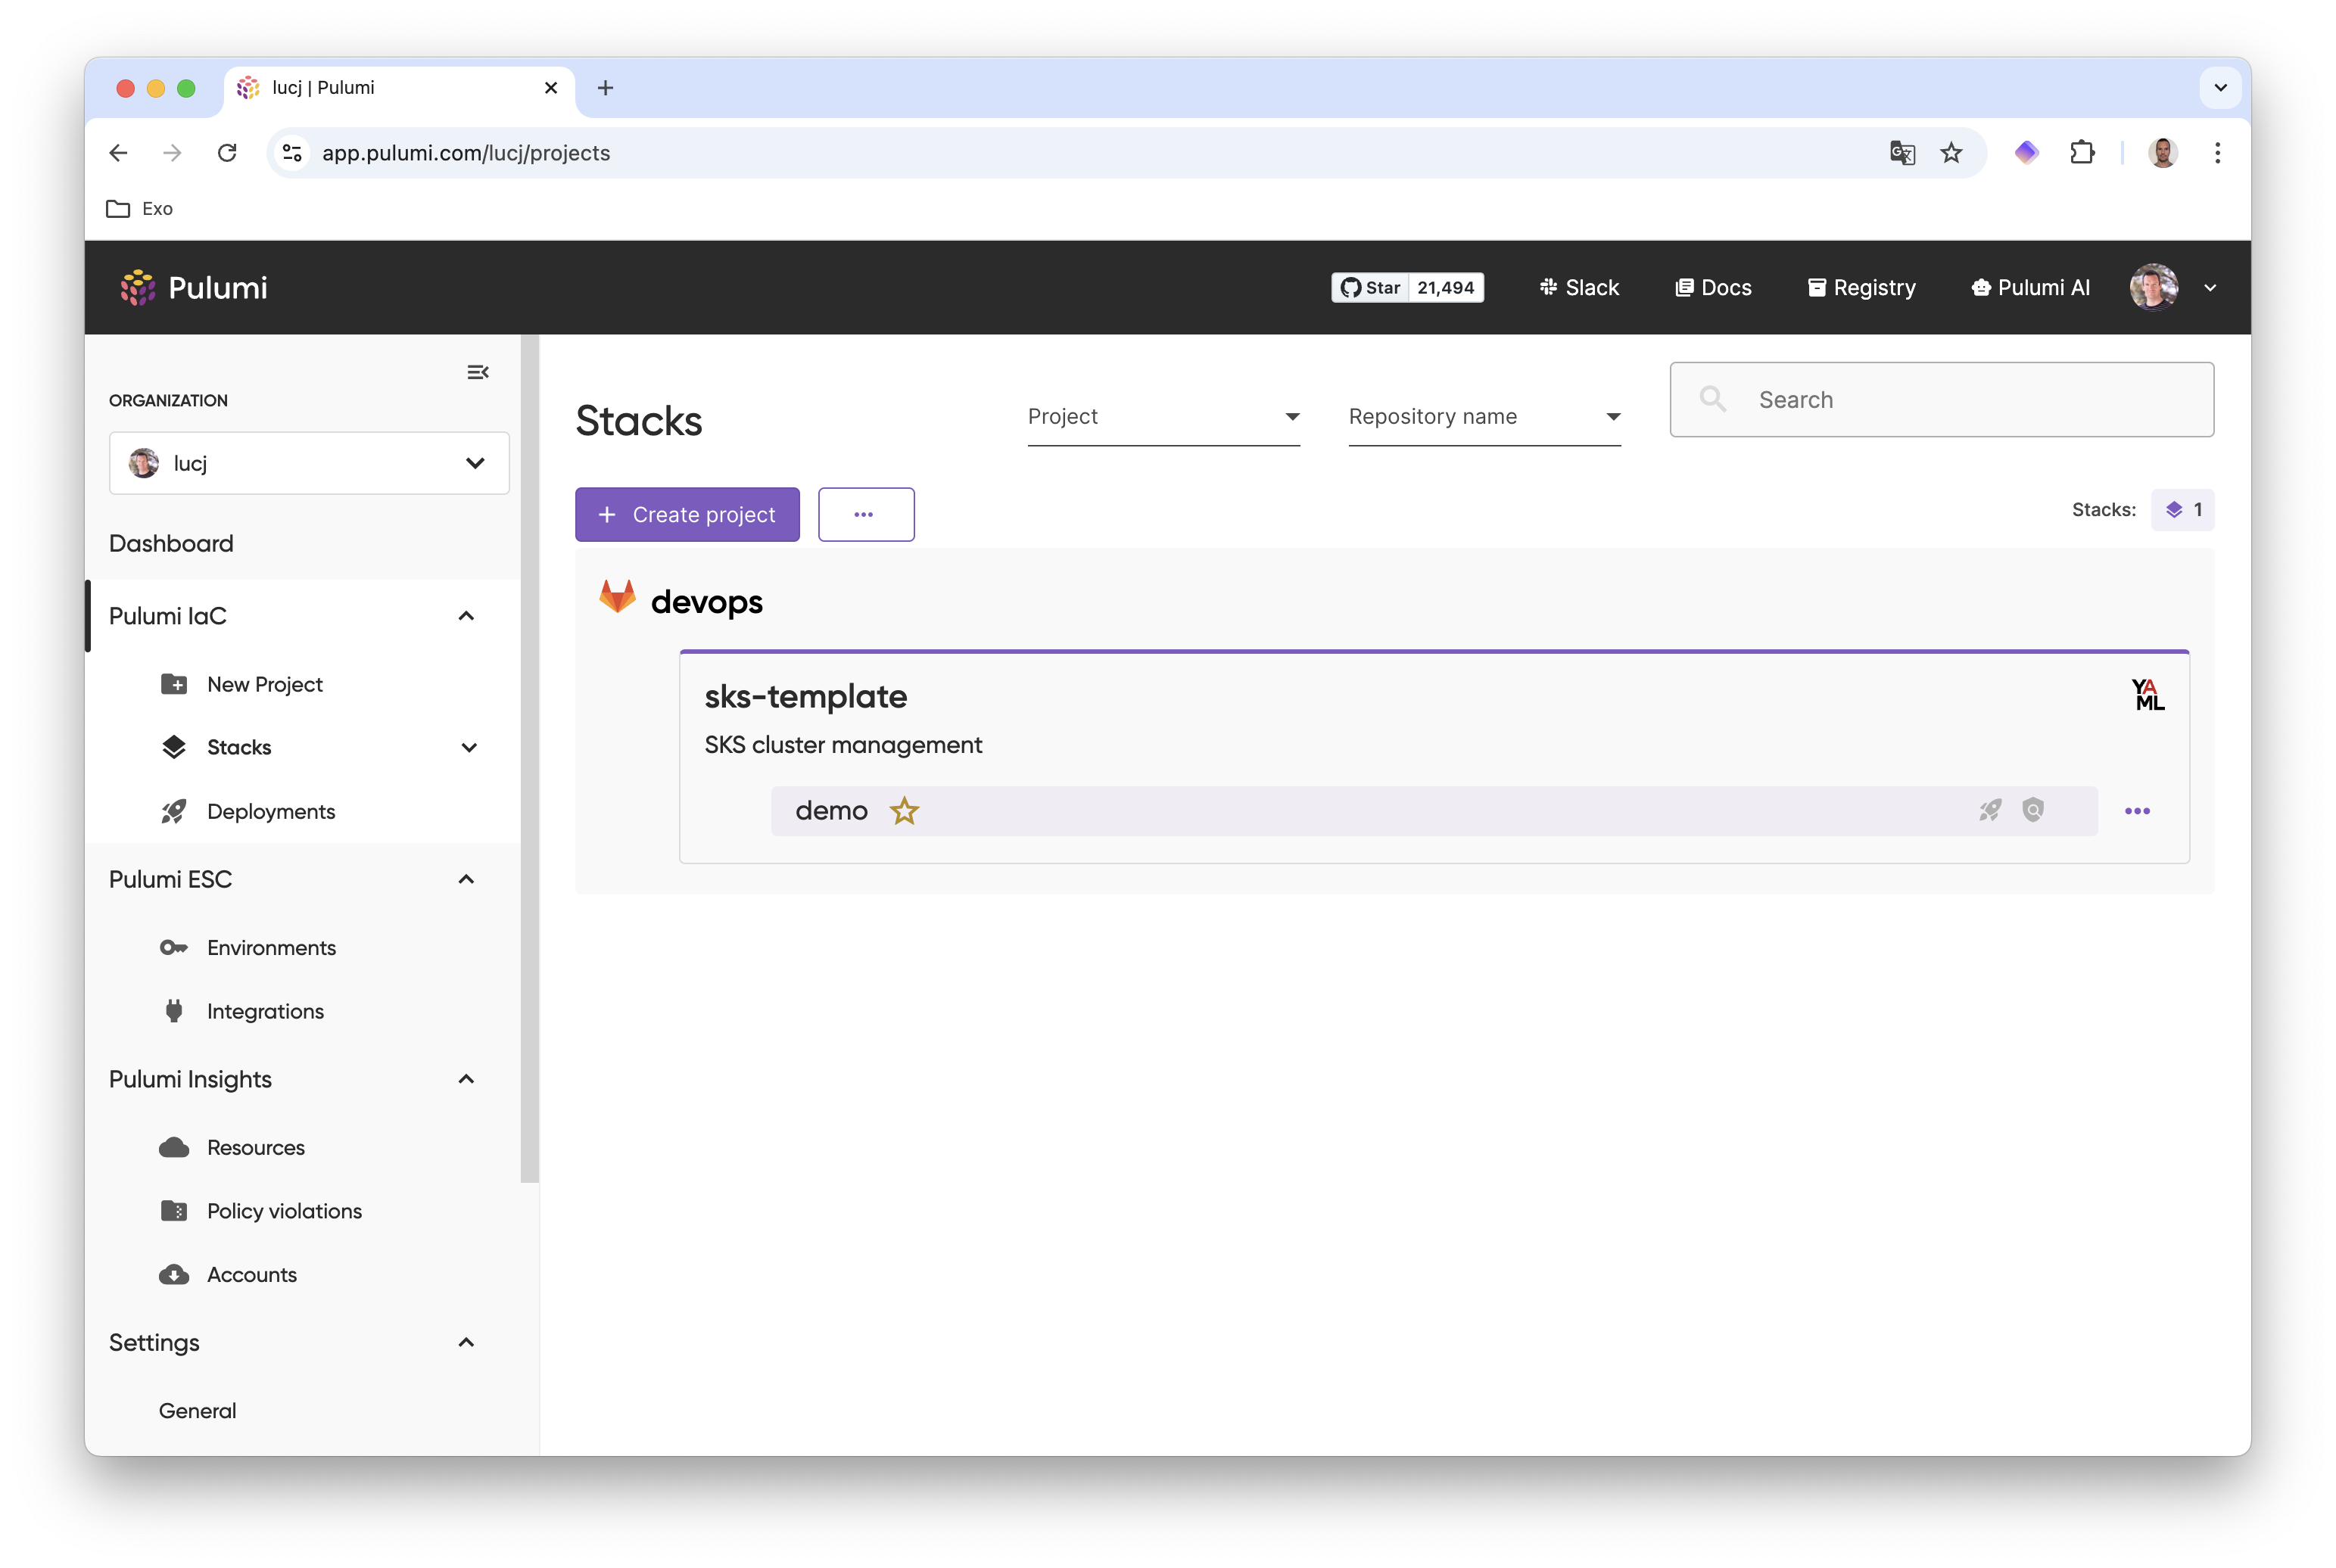 lucj | Pulumi
app.pulumi.com/lucj/projects
Exo
Pulumi
Star 21,494
Slack
Docs
Registry
Pulumi AI
ORGANIZATION
lucj
Dashboard
Pulumi IaC
New Project
Stacks
Deployments
Pulumi ESC
Environments
Integrations
Pulumi Insights
Resources
Policy violations
Accounts
Settings
General
Stacks
Project
Repository name
Search
+ Create project
...
Stacks: 1
devops
sks-template
YAML
SKS cluster management
demo